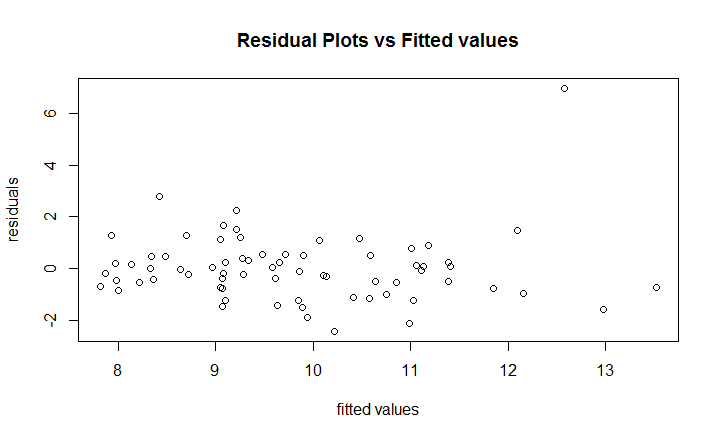 Residual Plots vs Fitted values
residuals
6
4
2
0
-2
8 9 10 11 12 13
fitted values